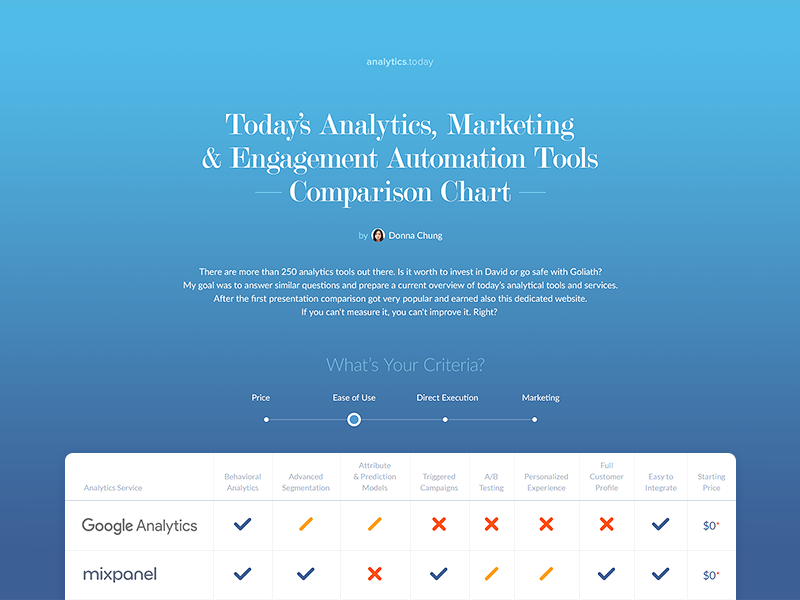 analytics.today
Today's Analytics, Marketing
& Engagement Automation Tools
— Comparison Chart —
by Donna Chung
There are more than 250 analytics tools out there. Is it worth to invest in David or go safe with Goliath?
My goal was to answer similar questions and prepare a current overview of today's analytical tools and services.
After the first presentation comparison got very popular and earned also this dedicated website.
If you can't measure it, you can't improve it. Right?
What's Your Criteria?
Price Ease of Use Direct Execution Marketing
Analytics Service
Behavioral
Analytics
Advanced
Segmentation
Attribute
& Prediction
Models
Triggered
Campaigns
A/B
Testing
Personalized
Experience
Full
Customer
Profile
Easy to
Integrate
Starting
Price
Google Analytics $0*
mixpanel $0*